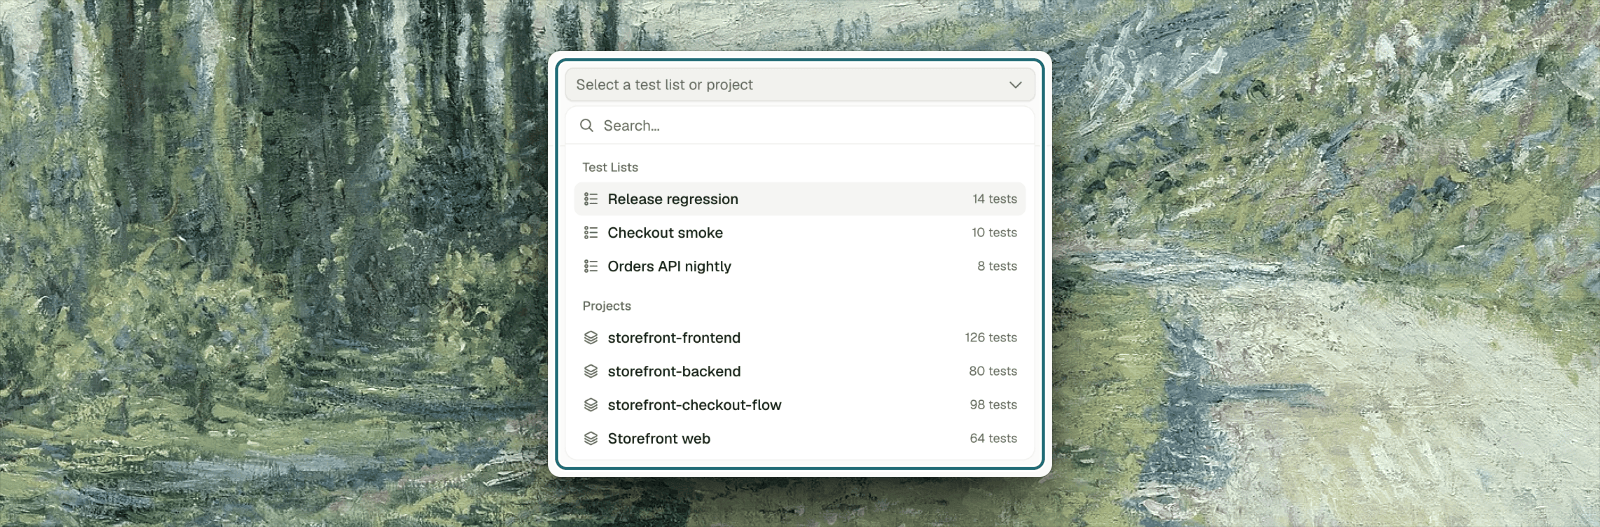 Select a test list or project
Search...
Test Lists
Release regression 14 tests
Checkout smoke 10 tests
Orders API nightly 8 tests
Projects
storefront-frontend 126 tests
storefront-backend 80 tests
storefront-checkout-flow 98 tests
Storefront web 64 tests